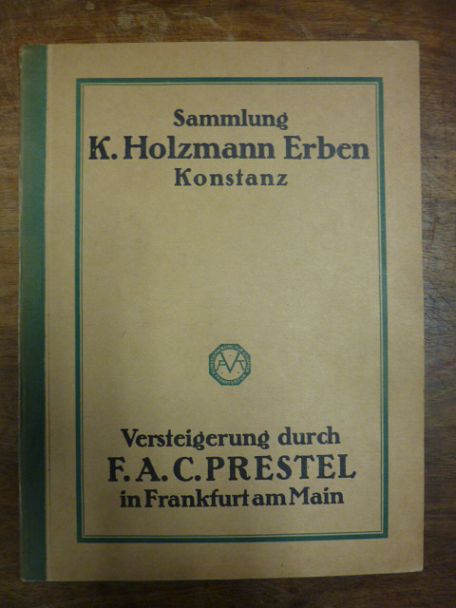 Sammlung
K. Holzmann Erben
Konstanz
Versteigerung durch
F. A. C. PRESTEL
in Frankfurt am Main